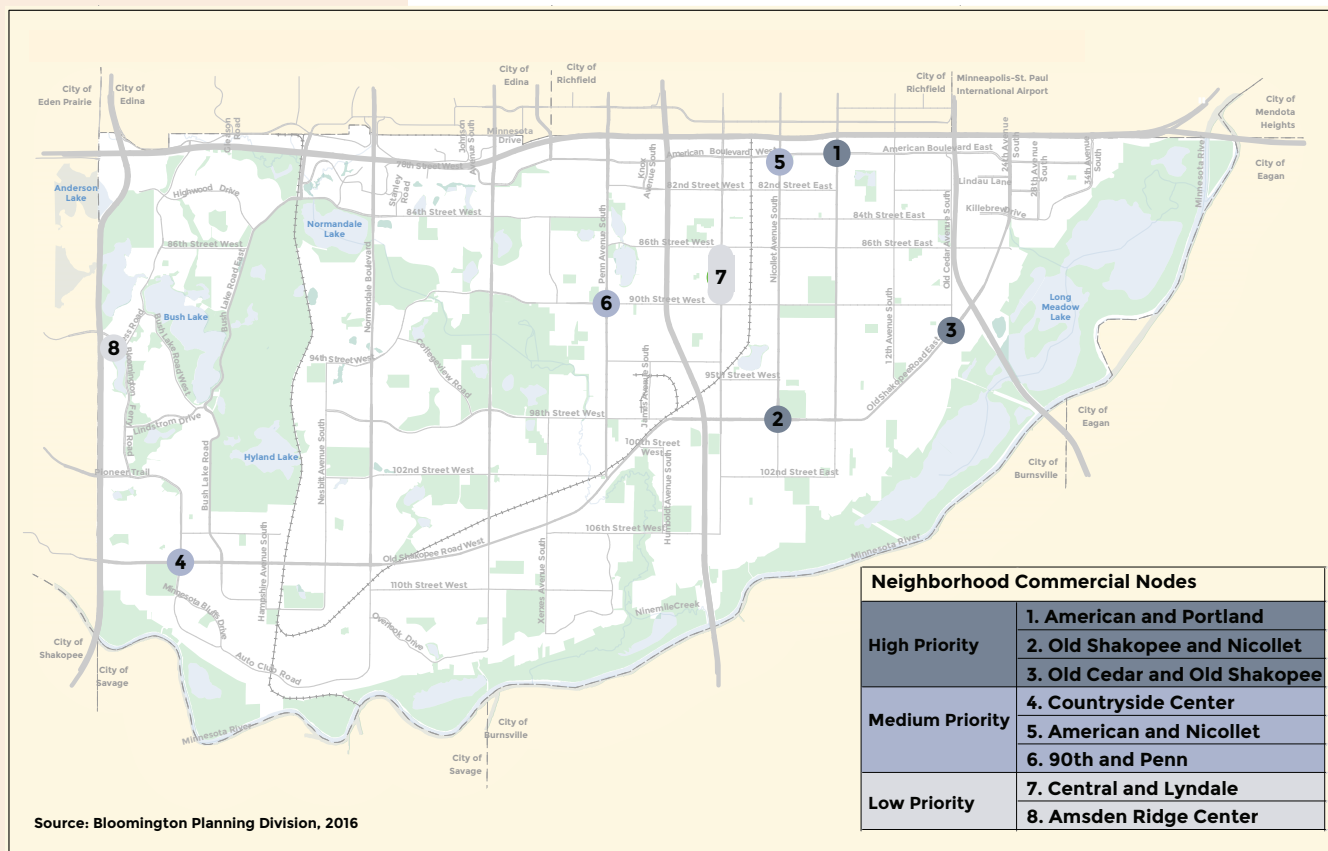 City of
Eden Prairie
City of
Edina
City of
Edina
City of
Richfield
City of
Richfield
Minneapolis-St. Paul
International Airport
City of
Mendota
Heights
City of
Eagan
Gleason
Road
Johnson
Avenue South
Minnesota
Drive
76th Street West
American Boulevard West
American Boulevard East
Knox
Avenue South
24th Avenue
South
28th Avenue
South
34th Avenue
South
Minnesota River
5
1
Anderson
Lake
Highwood Drive
Stanley
Road
82nd Street West
82nd Street East
Lindau Lane
Killebrew Drive
Normandale
Lake
84th Street West
84th Street East
86th Street West
86th Street West
86th Street East
Penn Avenue South
Nicollet Avenue South
Old Cedar Avenue South
Bush Lake Road East
Normandale Boulevard
7
6
90th Street West
Long
Meadow
Lake
Bush Lake
Bush Lake Road West
8
3
12th Avenue South
94th Street West
Collegeview Road
James Avenue South
95th Street West
Old Shakopee Road East
Bloomington
Ferry
Road
Lindstrom Drive
98th Street West
2
City of
Eagan
100th Street
West
Hyland Lake
Pioneer Trail
Bush Lake Road
Nesbitt Avenue South
102nd Street West
102nd Street East
City of
Burnsville
Humboldt Avenue South
106th Street West
Minnesota River
4
Old Shakopee Road West
Hampshire Avenue South
Xerxes Avenue South
110th Street West
Minnesota Bluffs
Drive
Overlook Drive
Ninemile Creek
City of
Shakopee
City of
Savage
Auto Club Road
Minnesota River
City of
Burnsville
City of
Savage
Neighborhood Commercial Nodes
High Priority
1. American and Portland
2. Old Shakopee and Nicollet
3. Old Cedar and Old Shakopee
Medium Priority
4. Countryside Center
5. American and Nicollet
6. 90th and Penn
Low Priority
7. Central and Lyndale
8. Amsden Ridge Center
Source: Bloomington Planning Division, 2016